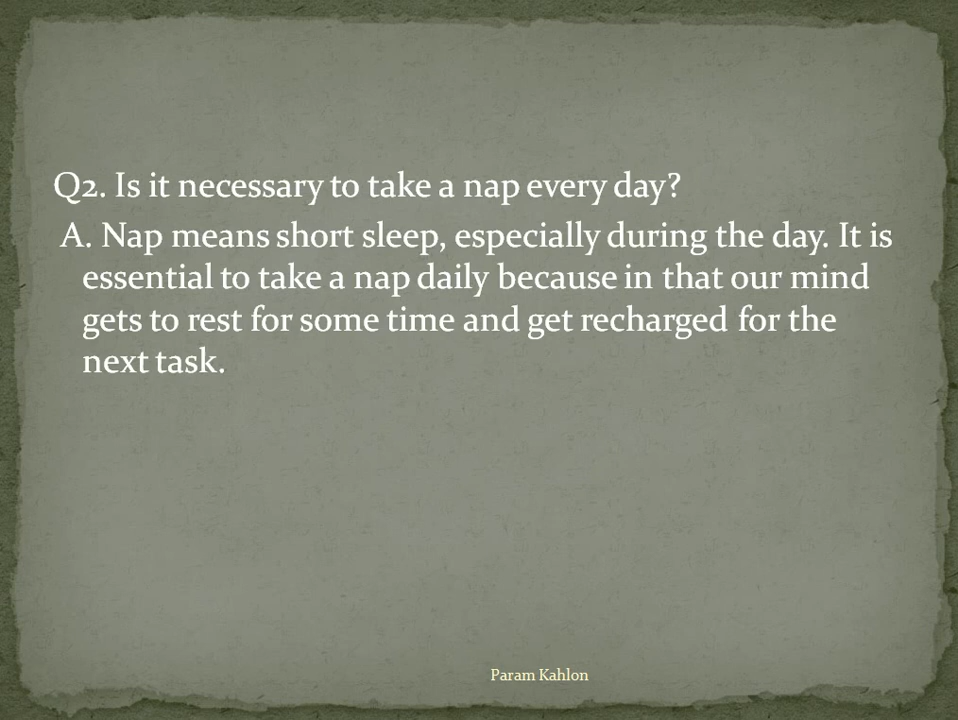 Q2. Is it necessary to take a nap every day?
A. Nap means short sleep, especially during the day. It is
essential to take a nap daily because in that our mind
gets to rest for some time and get recharged for the
next task.
Param Kahlon